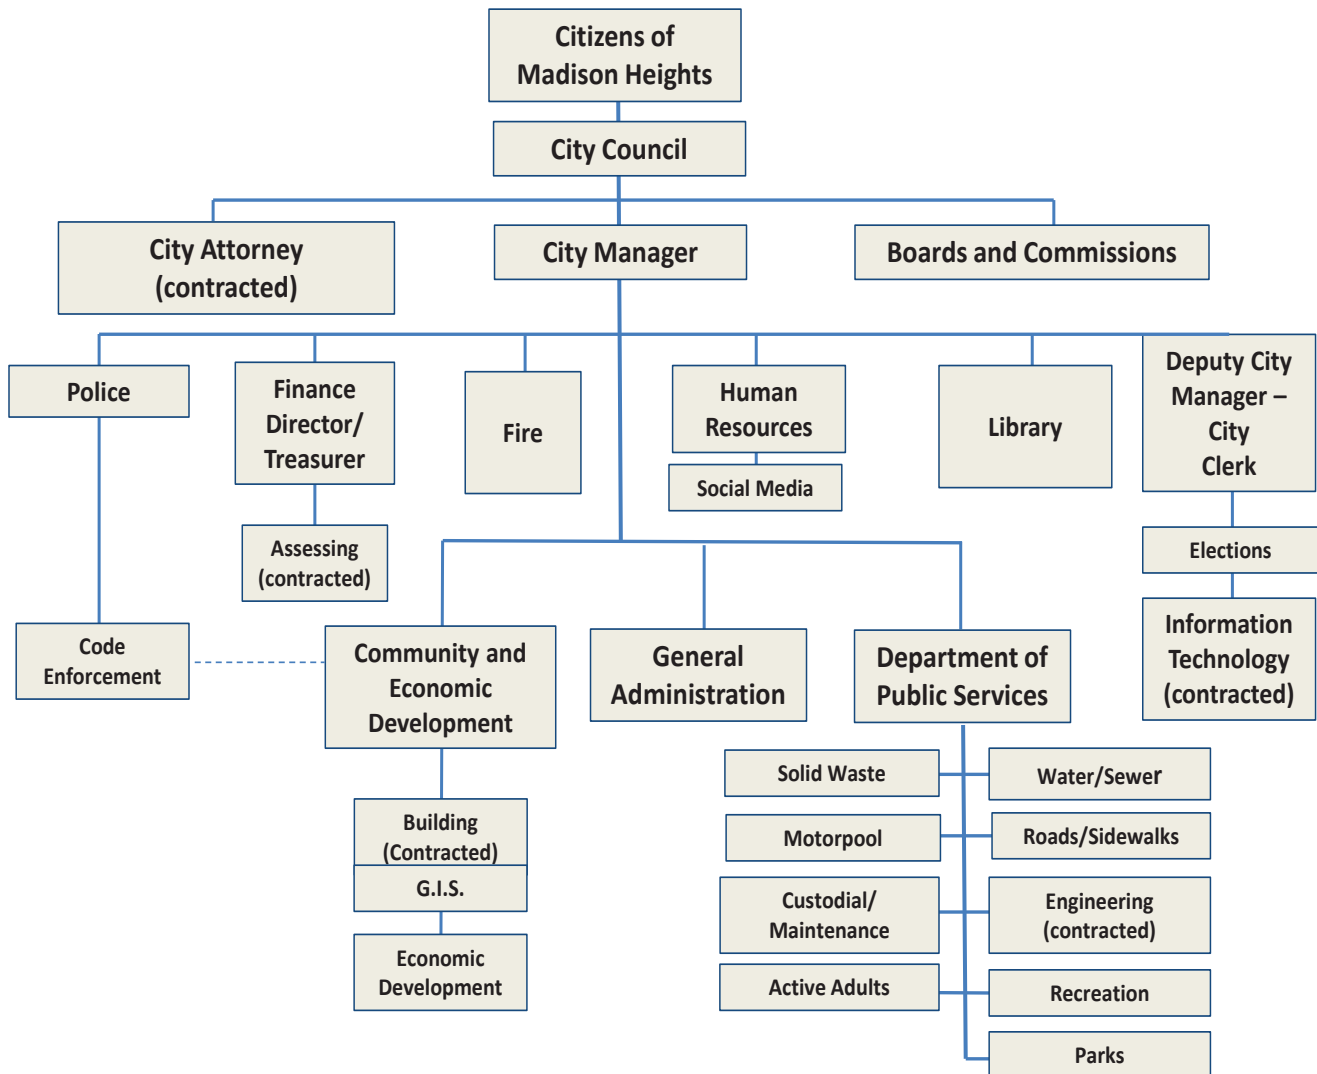 Citizens of
Madison Heights
City Council
City Attorney
(contracted)
City Manager
Boards and Commissions
Police
Finance
Director/
Treasurer
Fire
Human
Resources
Library
Deputy City
Manager –
City
Clerk
Social Media
Assessing
(contracted)
Elections
Code
Enforcement
Community and
Economic
Development
General
Administration
Department of
Public Services
Information
Technology
(contracted)
Solid Waste
Water/Sewer
Building
(Contracted)
Motorpool
Roads/Sidewalks
G.I.S.
Custodial/
Maintenance
Engineering
(contracted)
Economic
Development
Active Adults
Recreation
Parks